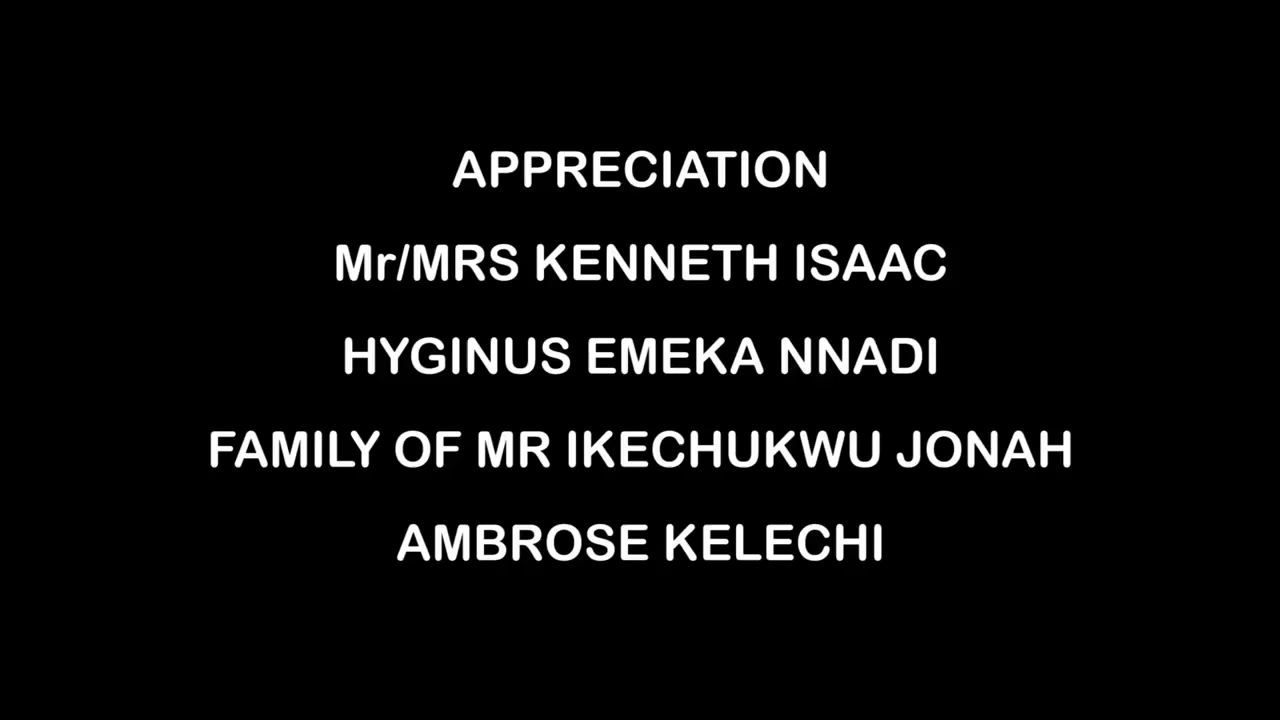 APPRECIATION
Mr/MRS KENNETH ISAAC
HYGINUS EMEKA NNADI
FAMILY OF MR IKECHUKWU JONAH
AMBROSE KELECHI